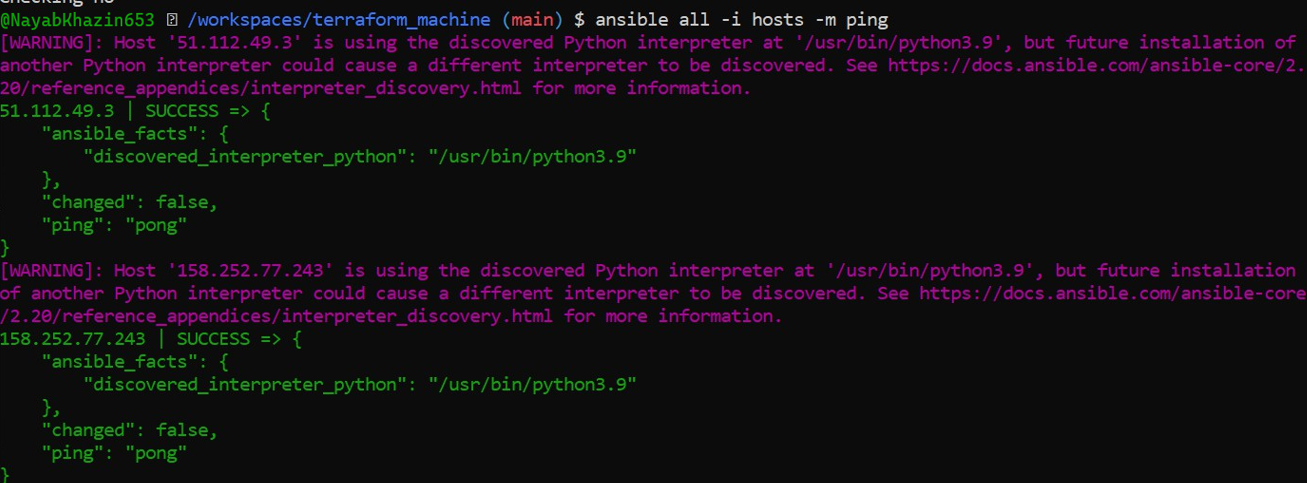 checking no
@NayabKhazin653 /workspaces/terraform_machine (main) $ ansible all -i hosts -m ping
[WARNING]: Host '51.112.49.3' is using the discovered Python interpreter at '/usr/bin/python3.9', but future installation of
another Python interpreter could cause a different interpreter to be discovered. See https://docs.ansible.com/ansible-core/2.
20/reference_appendices/interpreter_discovery.html for more information.
51.112.49.3 | SUCCESS => {
    "ansible_facts": {
        "discovered_interpreter_python": "/usr/bin/python3.9"
    },
    "changed": false,
    "ping": "pong"
}
[WARNING]: Host '158.252.77.243' is using the discovered Python interpreter at '/usr/bin/python3.9', but future installation
of another Python interpreter could cause a different interpreter to be discovered. See https://docs.ansible.com/ansible-core
/2.20/reference_appendices/interpreter_discovery.html for more information.
158.252.77.243 | SUCCESS => {
    "ansible_facts": {
        "discovered_interpreter_python": "/usr/bin/python3.9"
    },
    "changed": false,
    "ping": "pong"
}